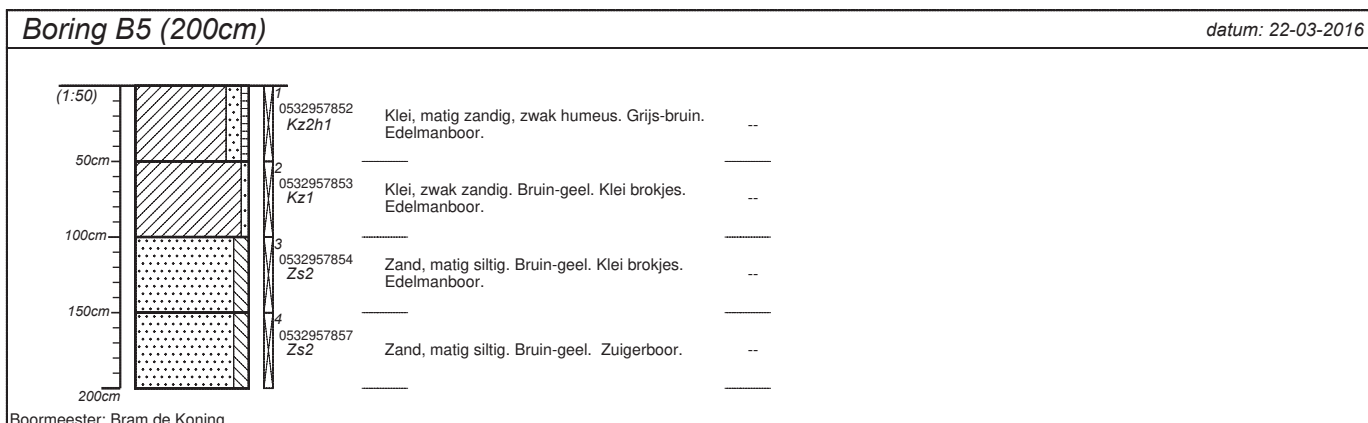 Boring B5 (200cm)
datum: 22-03-2016
(1:50)
1
0532957852
Kz2h1
Klei, matig zandig, zwak humeus. Grijs-bruin.
Edelmanboor.
--
50cm
2
0532957853
Kz1
Klei, zwak zandig. Bruin-geel. Klei brokjes.
Edelmanboor.
--
100cm
3
0532957854
Zs2
Zand, matig siltig. Bruin-geel. Klei brokjes.
Edelmanboor.
--
150cm
4
0532957857
Zs2
Zand, matig siltig. Bruin-geel.  Zuigerboor.
--
200cm
Boormeester: Bram de Koning